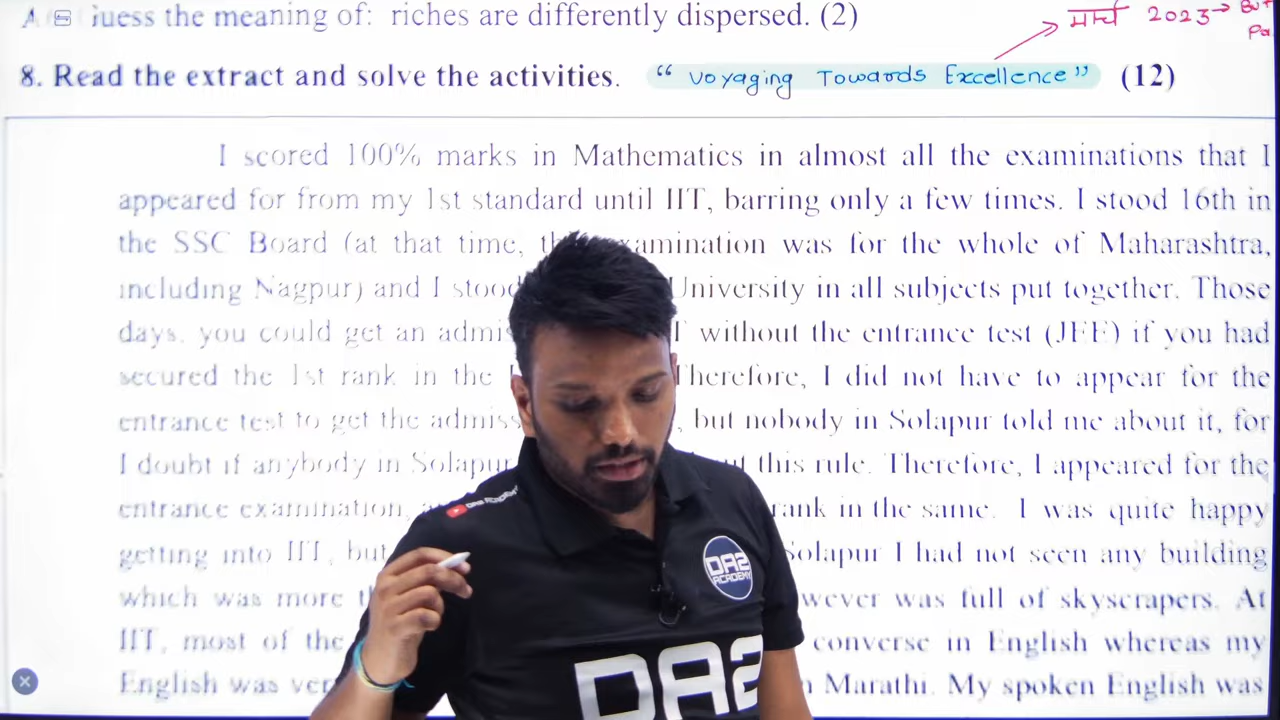 A iuess the meaning of: riches are differently dispersed. (2)
मार्च 2023→
8. Read the extract and solve the activities. “Voyaging Towards Excellence” (12)
I scored 100% marks in Mathematics in almost all the examinations that I
appeared for from my 1st standard until IIT, barring only a few times. I stood 16th in
the SSC Board (at that time, the examination was for the whole of Maharashtra,
including Nagpur) and I stood University in all subjects put together. Those
days, you could get an admis without the entrance test (JEE) if you had
secured the 1st rank in the Therefore, I did not have to appear for the
entrance test to get the admiss , but nobody in Solapur told me about it, for
I doubt if anybody in Solapur this rule. Therefore, I appeared for the
entrance examination, rank in the same. I was quite happy
getting into IIT, but Solapur I had not seen any building
which was more wever was full of skyscrapers. At
IIT, most of the converse in English whereas my
English was ver Marathi. My spoken English was
DA2
ACADEMY
DA2